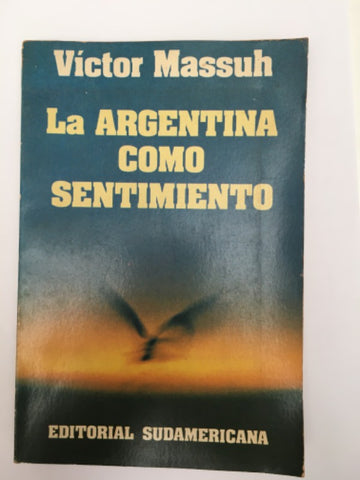 Víctor Massuh
La ARGENTINA
COMO
SENTIMIENTO
EDITORIAL SUDAMERICANA